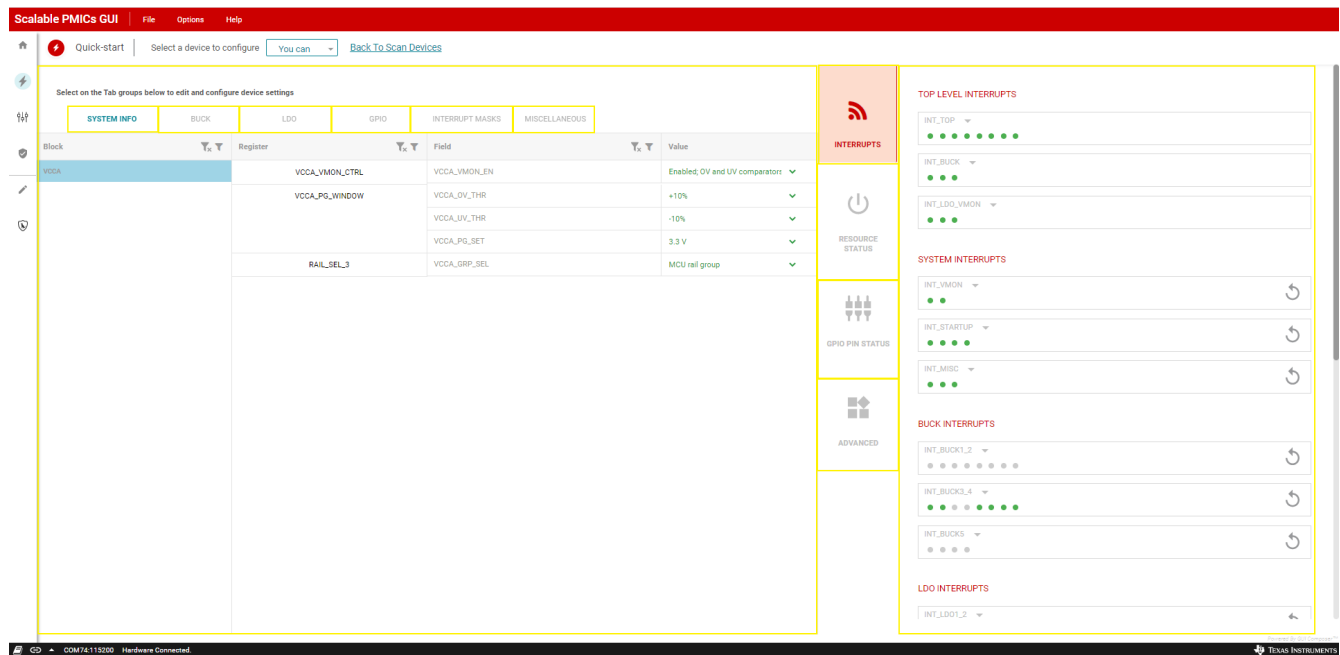 Scalable PMICs GUI File Options Help
Quick-start Select a device to configure You can Back To Scan Devices
Select on the Tab groups below to edit and configure device settings
SYSTEM INFO BUCK LDO GPIO INTERRUPT MASKS MISCELLANEOUS
Block Register Field Value
VCCA VCCA_VMON_CTRL VCCA_VMON_EN Enabled; OV and UV comparators
VCCA_PG_WINDOW VCCA_OV_THR +10%
VCCA_UV_THR -10%
VCCA_PG_SET 3.3 V
RAIL_SEL_3 VCCA_GRP_SEL MCU rail group
INTERRUPTS
RESOURCE
STATUS
GPIO PIN STATUS
ADVANCED
TOP LEVEL INTERRUPTS
INT_TOP
INT_BUCK
INT_LDO_VMON
SYSTEM INTERRUPTS
INT_VMON
INT_STARTUP
INT_MISC
BUCK INTERRUPTS
INT_BUCK1_2
INT_BUCK3_4
INT_BUCK5
LDO INTERRUPTS
INT_LDO1_2
Powered By GUI Composer™
COM74:115200 Hardware Connected.
TEXAS INSTRUMENTS